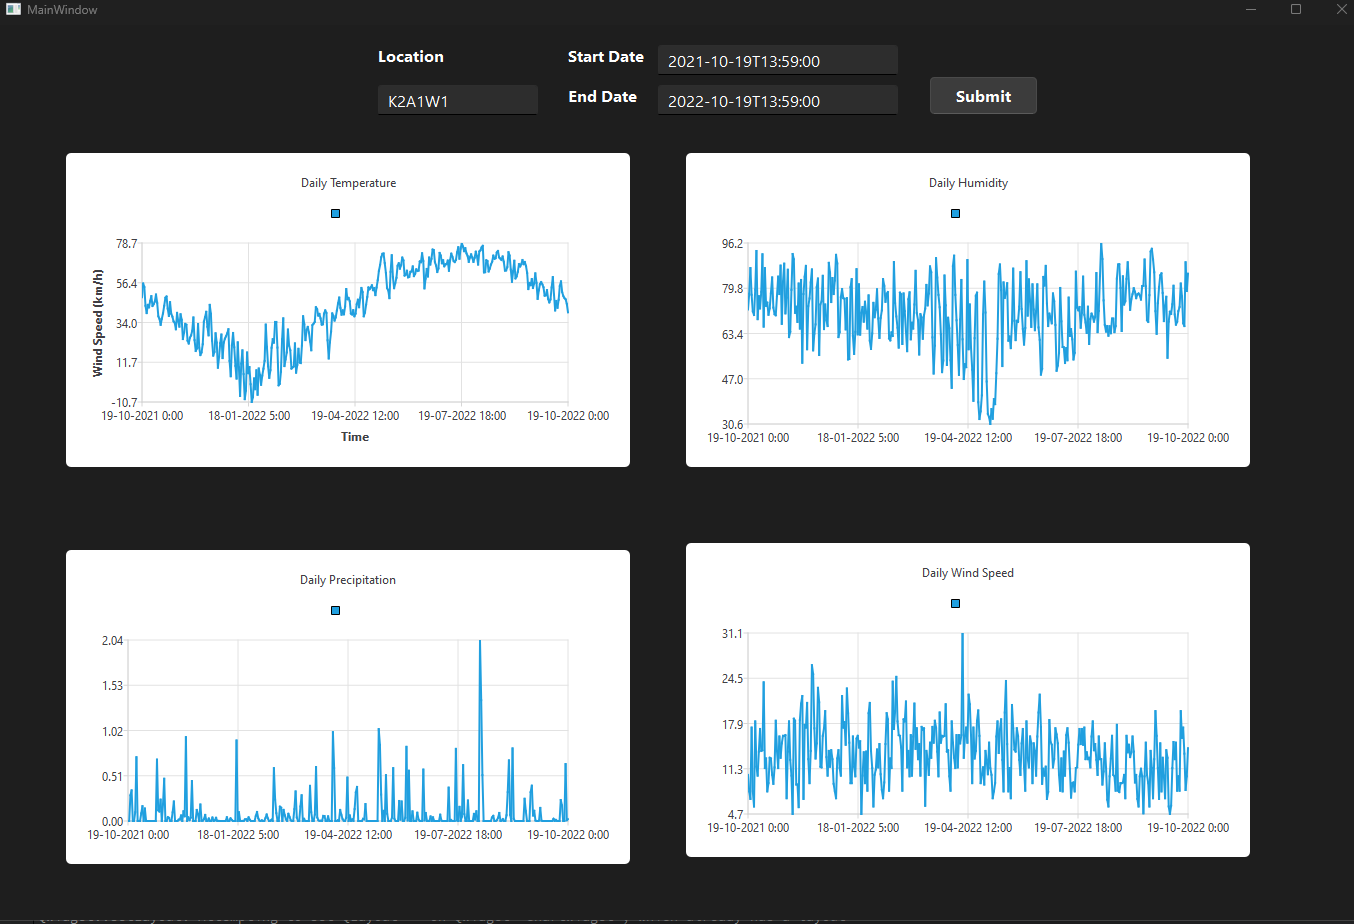 MainWindow
Location
Start Date
2021-10-19T13:59:00
K2A1W1
End Date
2022-10-19T13:59:00
Submit
Daily Temperature
78.7
56.4
34.0
11.7
-10.7
Wind Speed (km/h)
19-10-2021 0:00 18-01-2022 5:00 19-04-2022 12:00 19-07-2022 18:00 19-10-2022 0:00
Time
Daily Humidity
96.2
79.8
63.4
47.0
30.6
19-10-2021 0:00 18-01-2022 5:00 19-04-2022 12:00 19-07-2022 18:00 19-10-2022 0:00
Daily Precipitation
2.04
1.53
1.02
0.51
0.00
19-10-2021 0:00 18-01-2022 5:00 19-04-2022 12:00 19-07-2022 18:00 19-10-2022 0:00
Daily Wind Speed
31.1
24.5
17.9
11.3
4.7
19-10-2021 0:00 18-01-2022 5:00 19-04-2022 12:00 19-07-2022 18:00 19-10-2022 0:00